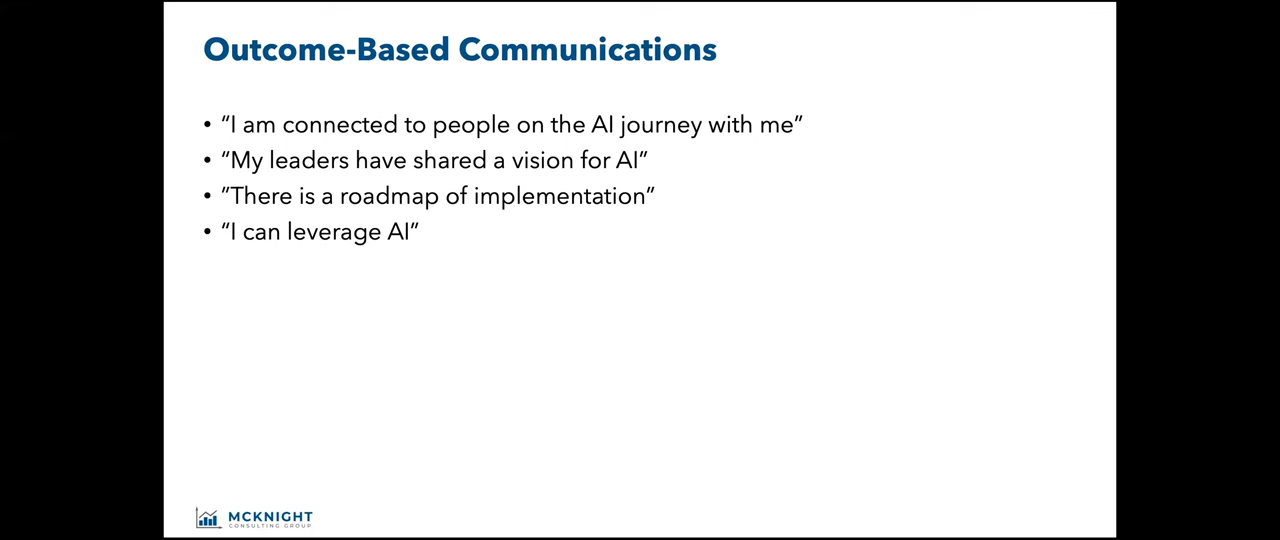 Outcome-Based Communications
• “I am connected to people on the AI journey with me”
• “My leaders have shared a vision for AI”
• ”There is a roadmap of implementation”
• “I can leverage AI”
MCKNIGHT
CONSULTING GROUP